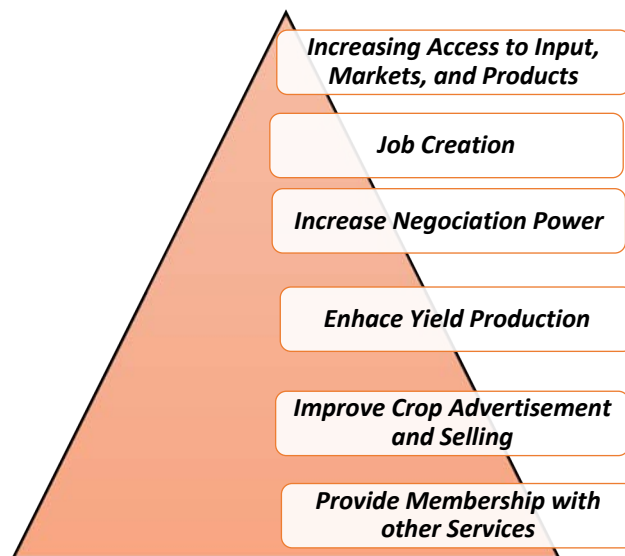 Increasing Access to Input,
Markets, and Products
Job Creation
Increase Negociation Power
Enhace Yield Production
Improve Crop Advertisement
and Selling
Provide Membership with
other Services